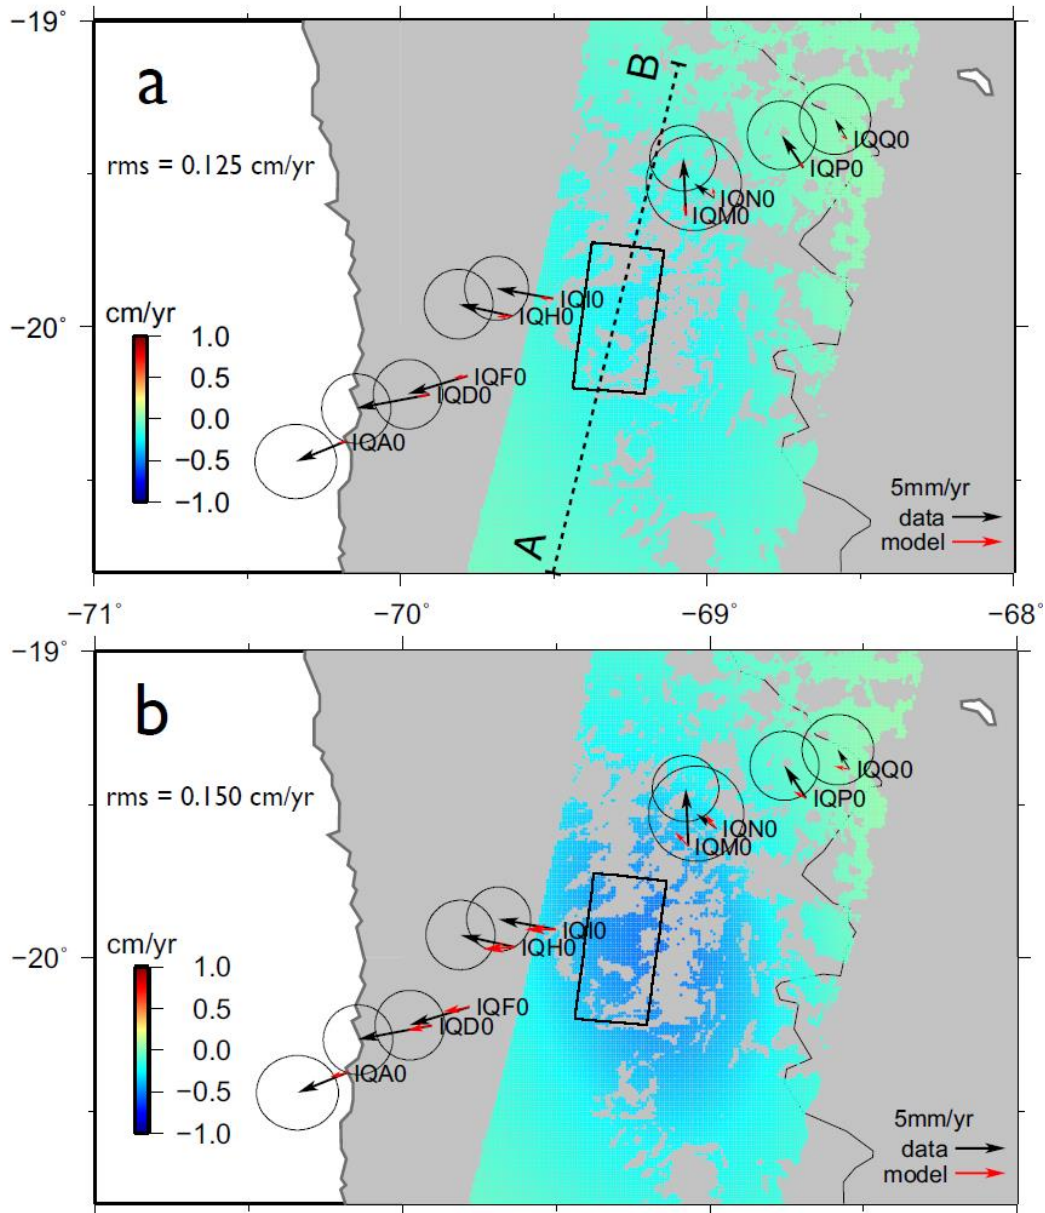 −19°
a
B
rms = 0.125 cm/yr
IQQ0
IQP0
IQN0
IQM0
IQI0
IQH0
−20°
cm/yr
1.0
0.5
0.0
−0.5
−1.0
IQF0
IQD0
IQA0
5mm/yr
data
model
A
−71°
−70°
−69°
−68°
−19°
b
rms = 0.150 cm/yr
IQQ0
IQP0
IQN0
IQM0
IQI0
IQH0
−20°
cm/yr
1.0
0.5
0.0
−0.5
−1.0
IQF0
IQD0
IQA0
5mm/yr
data
model